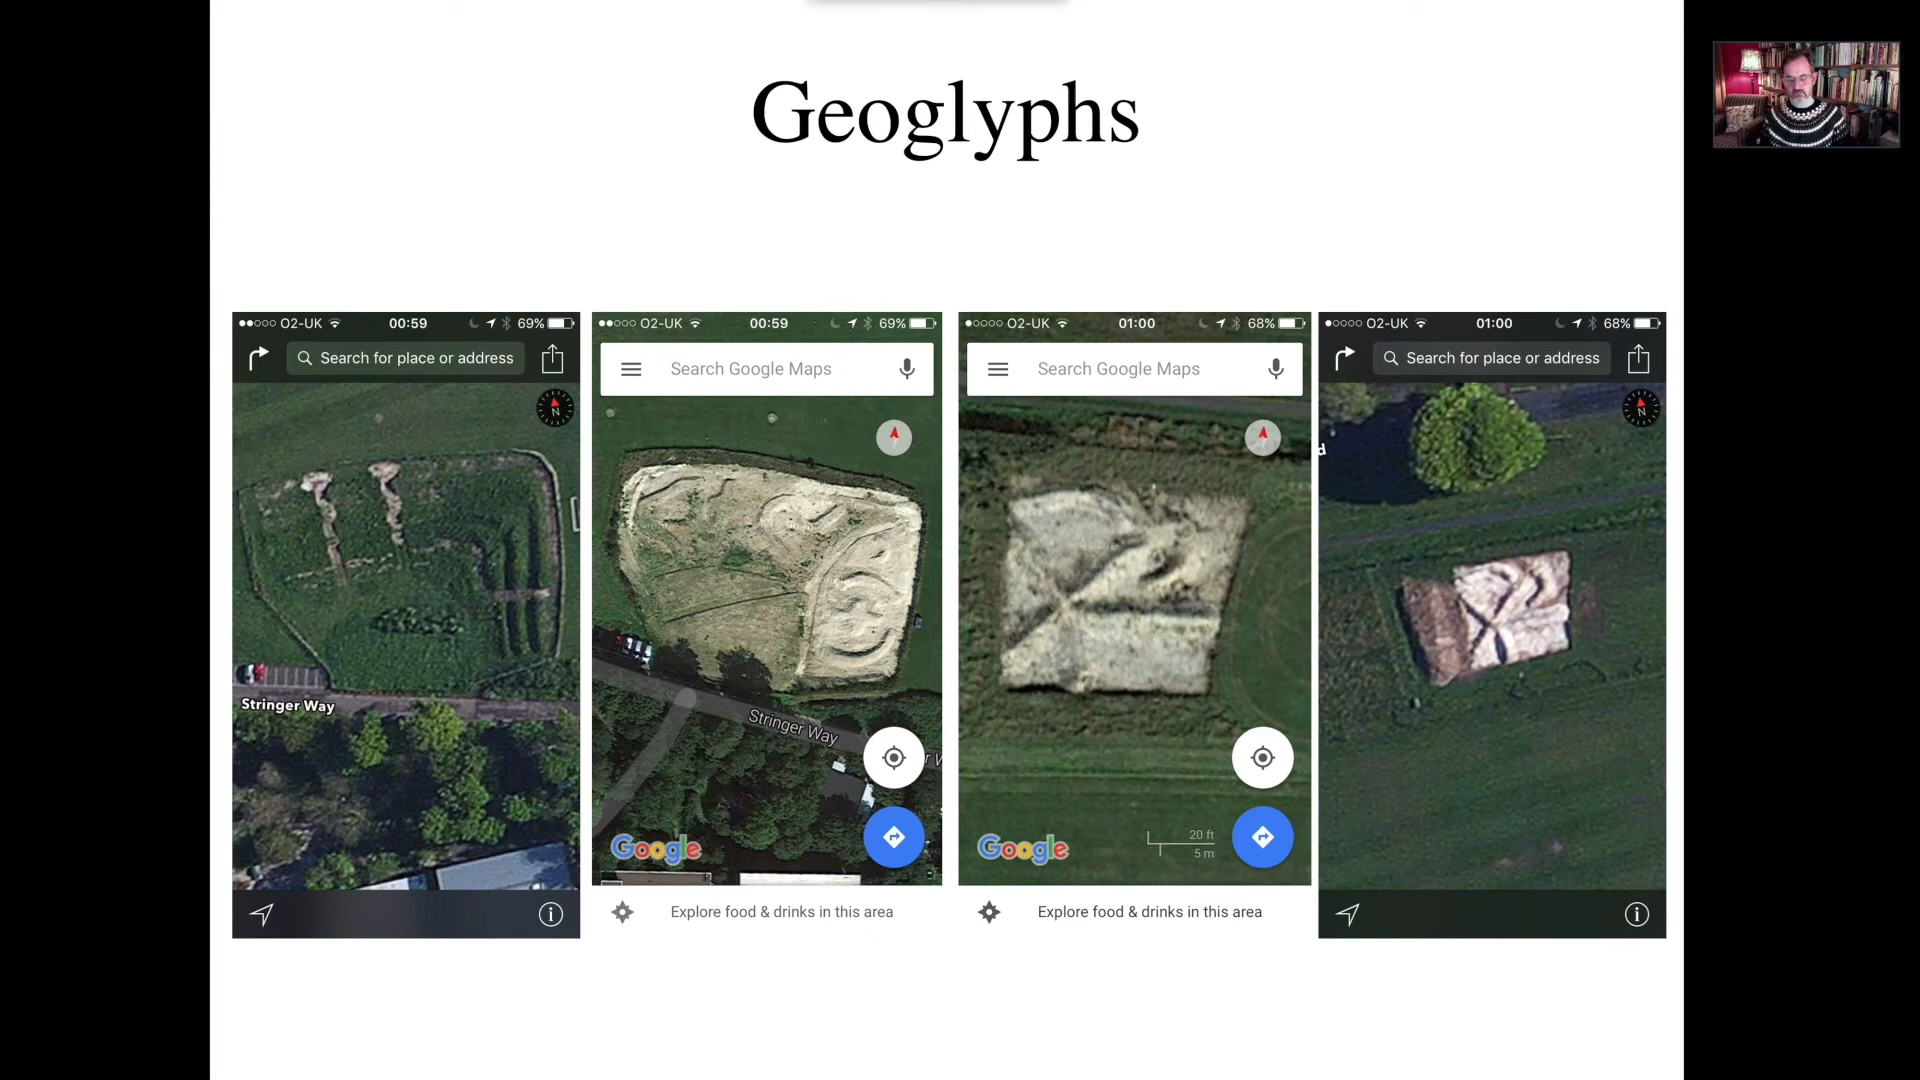 Geoglyphs
O2-UK 00:59 69%
Search for place or address
N
Stringer Way
O2-UK 00:59 69%
Search Google Maps
Stringer Way
Google
Explore food & drinks in this area
O2-UK 01:00 68%
Search Google Maps
20 ft
5 m
Google
Explore food & drinks in this area
O2-UK 01:00 68%
Search for place or address
N
d